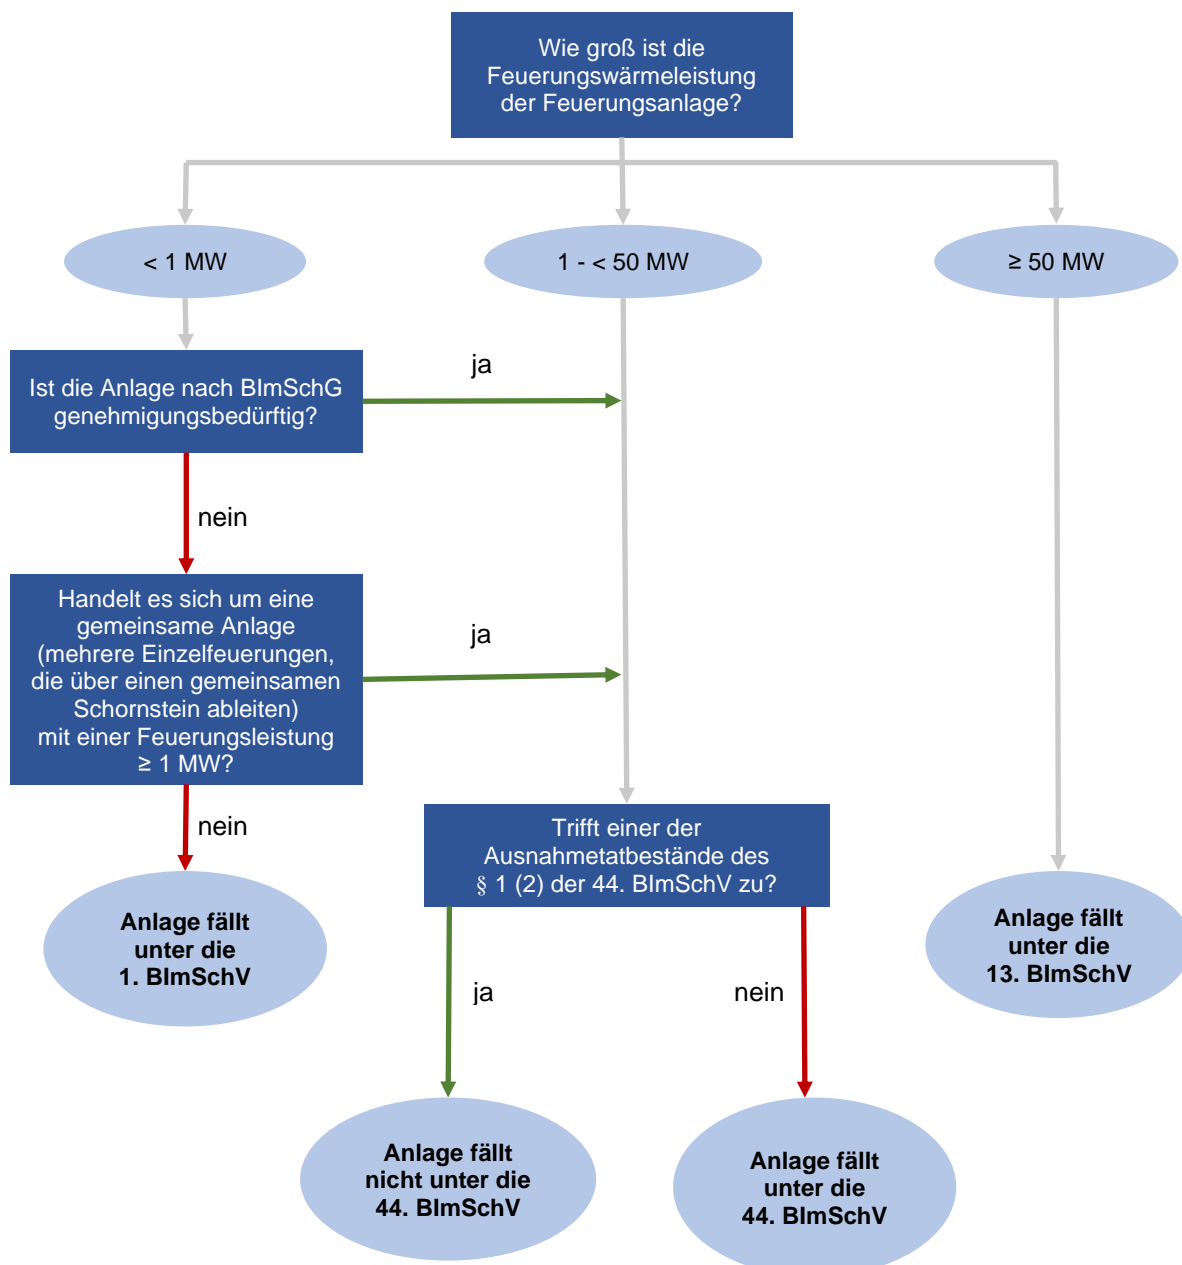 Wie groß ist die
Feuerungswärmeleistung
der Feuerungsanlage?
< 1 MW
1 - < 50 MW
≥ 50 MW
Ist die Anlage nach BImSchG
genehmigungsbedürftig?
ja
nein
Handelt es sich um eine
gemeinsame Anlage
(mehrere Einzelfeuerungen,
die über einen gemeinsamen
Schornstein ableiten)
mit einer Feuerungsleistung
≥ 1 MW?
ja
nein
Trifft einer der
Ausnahmetatbestände des
§ 1 (2) der 44. BImSchV zu?
Anlage fällt
unter die
1. BImSchV
Anlage fällt
unter die
13. BImSchV
ja
nein
Anlage fällt
nicht unter die
44. BImSchV
Anlage fällt
unter die
44. BImSchV